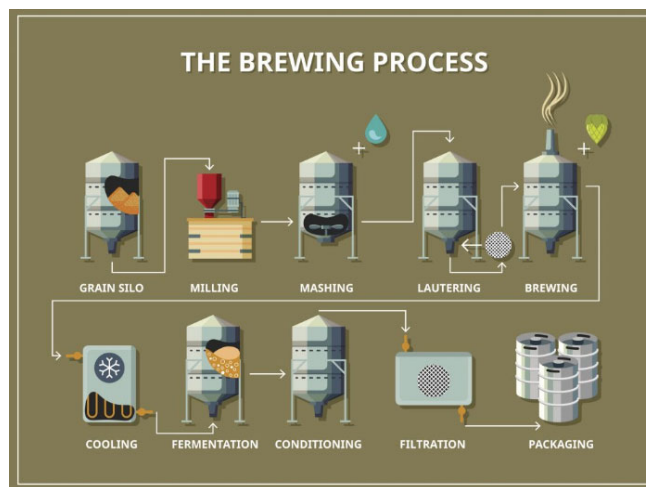 THE BREWING PROCESS
GRAIN SILO
MILLING
MASHING
LAUTERING
BREWING
COOLING
FERMENTATION
CONDITIONING
FILTRATION
PACKAGING